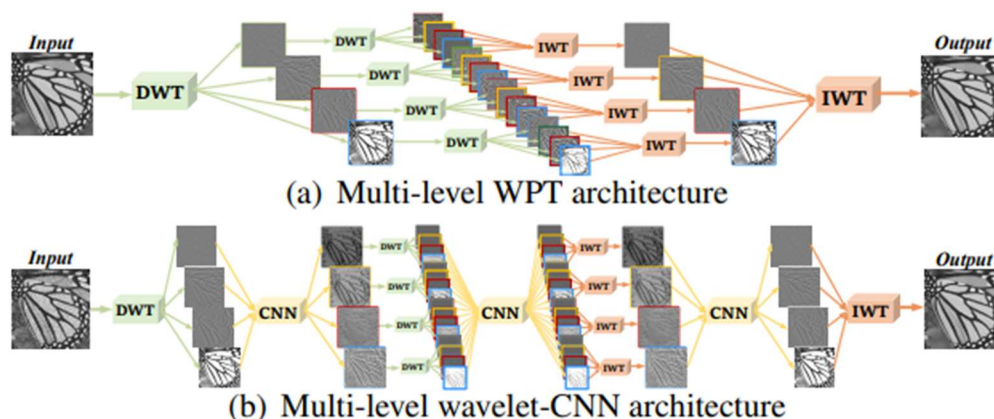 Input
Output
DWT
DWT
DWT
DWT
DWT
IWT
IWT
IWT
IWT
IWT
(a) Multi-level WPT architecture
Input
Output
DWT
CNN
DWT
DWT
DWT
DWT
CNN
IWT
IWT
IWT
IWT
CNN
IWT
(b) Multi-level wavelet-CNN architecture